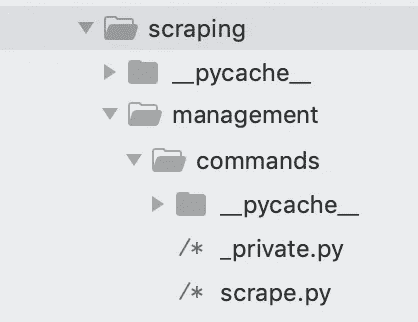 scraping
__pycache__
management
commands
__pycache__
/* _private.py
/* scrape.py